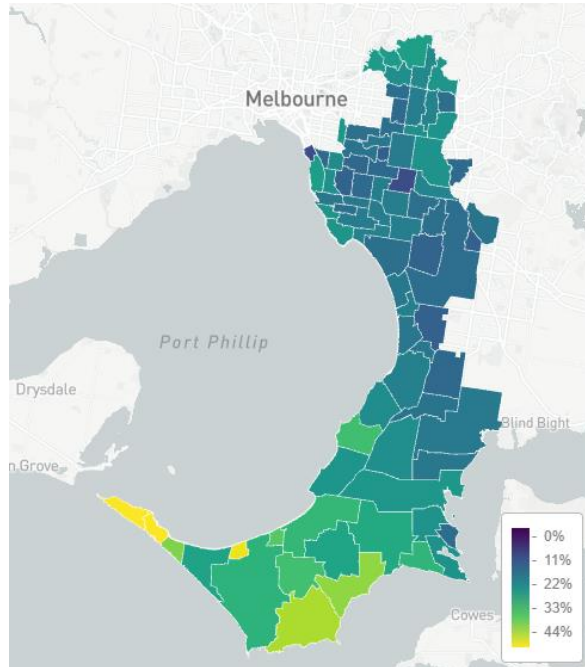 Melbourne
Port Phillip
Drysdale
n Grove
Blind Bight
Cowes
0%
11%
22%
33%
44%